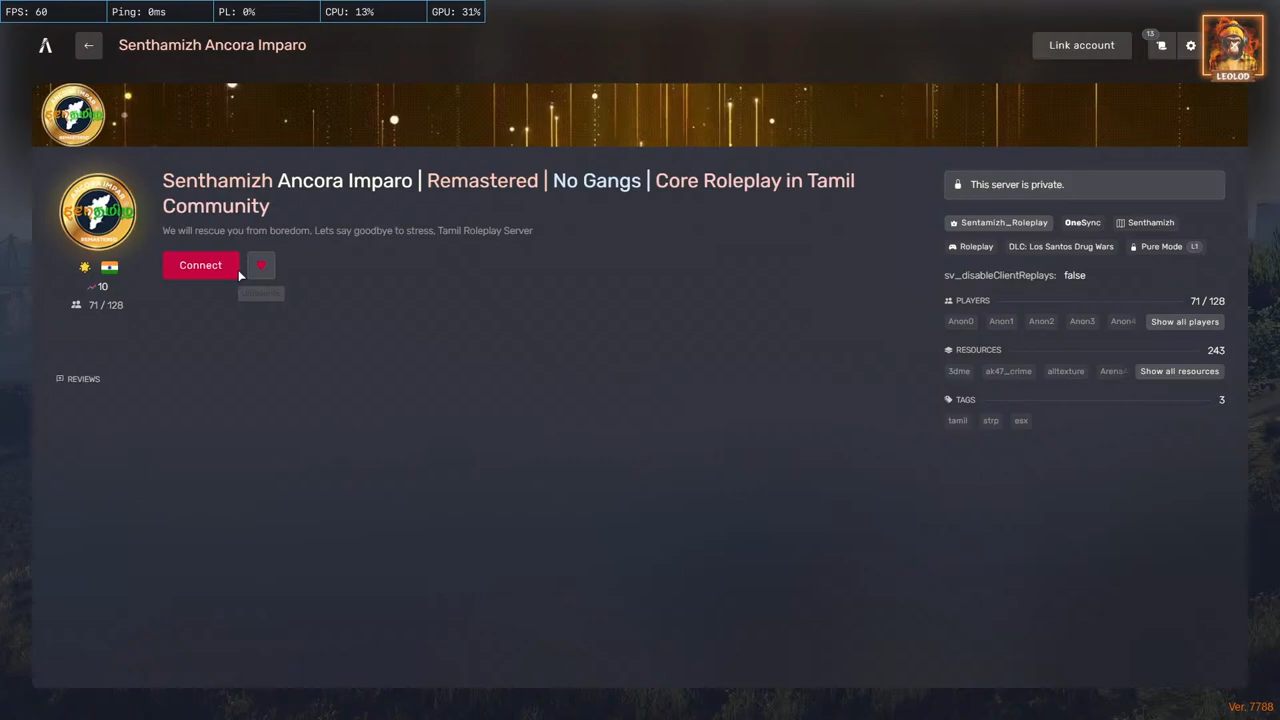 FPS: 60 Ping: 0ms PL: 0% CPU: 13% GPU: 31%
Senthamizh Ancora Imparo
Link account
13
LEOLOD
Senthamizh Ancora Imparo | Remastered | No Gangs | Core Roleplay in Tamil
Community
We will rescue you from boredom, Lets say goodbye to stress, Tamil Roleplay Server
Connect
10
71 / 128
REVIEWS
This server is private.
Sentamizh_Roleplay OneSync Senthamizh
Roleplay DLC: Los Santos Drug Wars Pure Mode L1
sv_disableClientReplays: false
PLAYERS 71 / 128
Anon0 Anon1 Anon2 Anon3 Anon4 Show all players
RESOURCES 243
3dme ak47_crime alltexture Arena Show all resources
TAGS 3
tamil strp esx
Ver. 7788